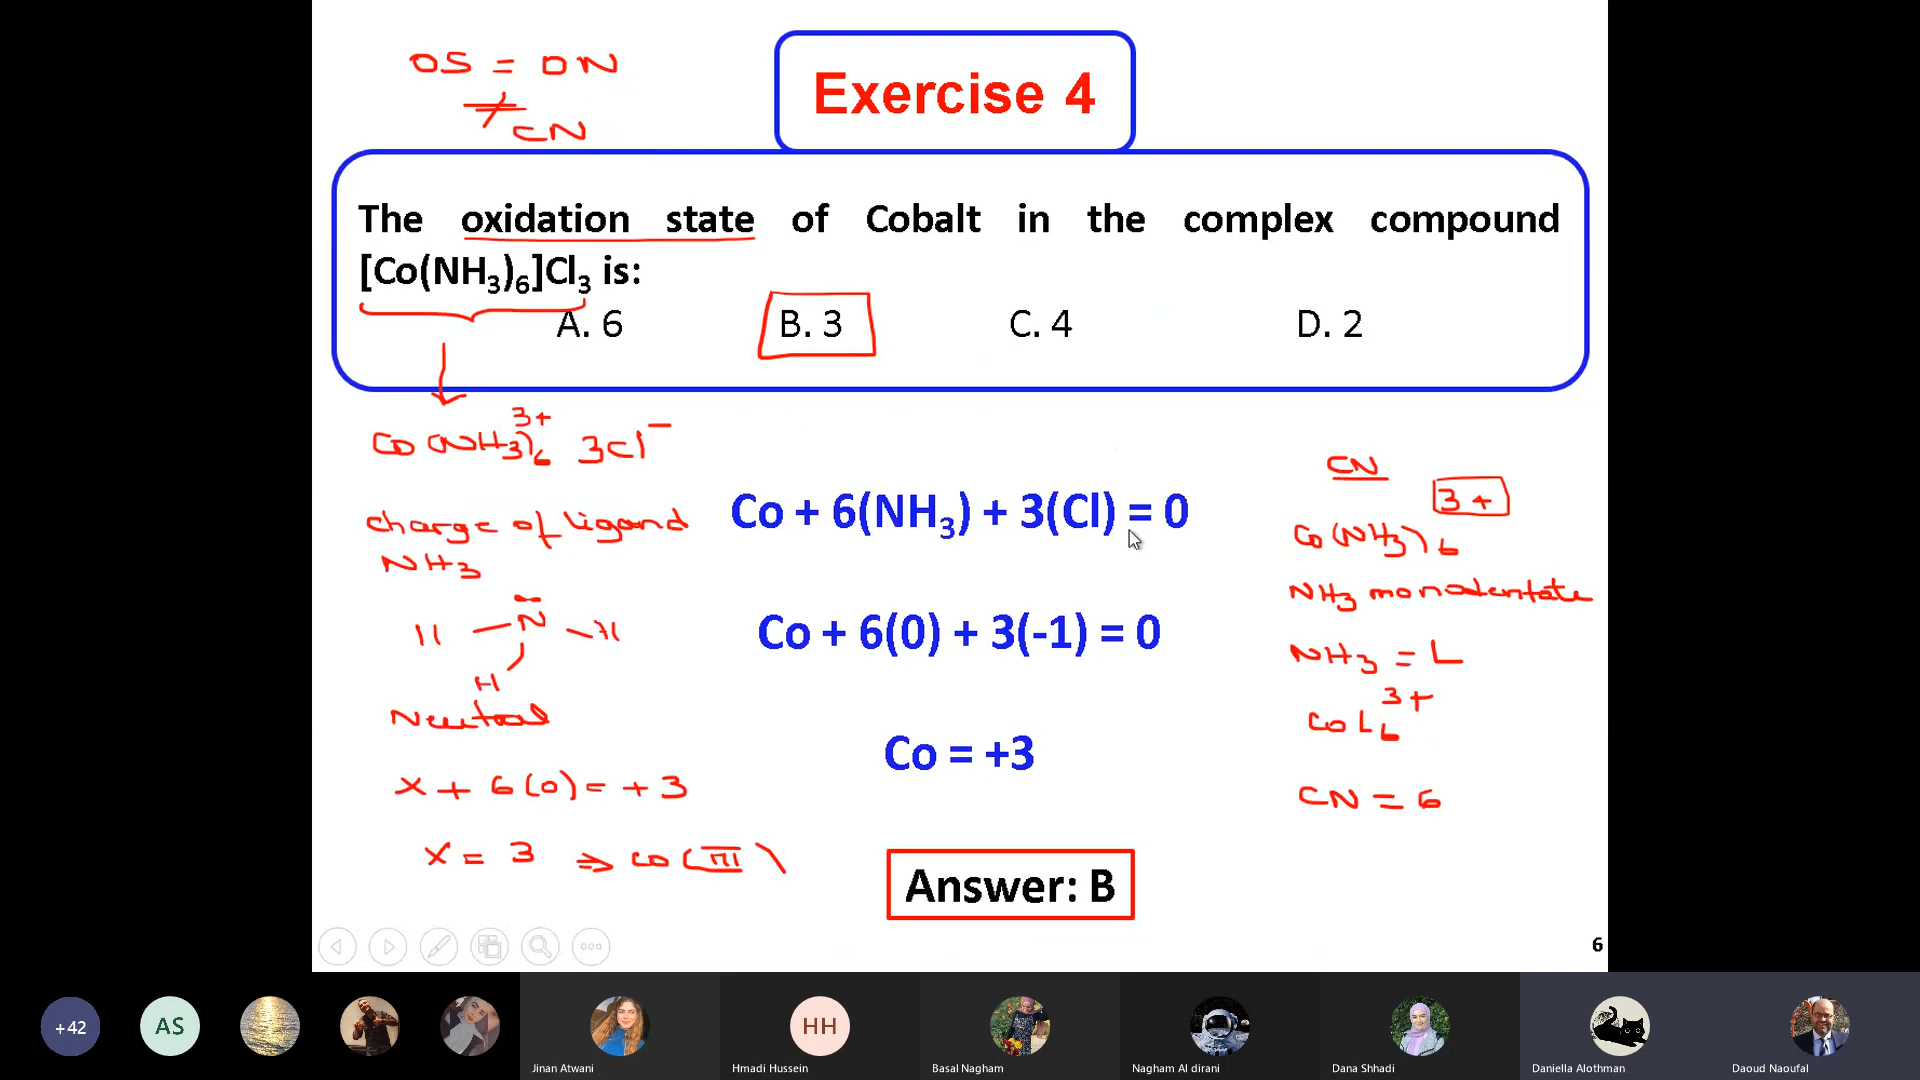 OS = ON
≠ CN
Exercise 4
The oxidation state of Cobalt in the complex compound
[Co(NH₃)₆]Cl₃ is:
A. 6 B. 3 C. 4 D. 2
Co(NH₃)₆³⁺ 3Cl⁻
charge of ligand
NH₃
H – N̈ – H
H
Neutral
x + 6(0) = +3
x = 3 ⇒ Co(III)
Co + 6(NH₃) + 3(Cl) = 0
Co + 6(0) + 3(-1) = 0
Co = +3
Answer: B
CN
3+
Co(NH₃)₆
NH₃ monodentate
NH₃ = L
CoL₆³⁺
CN = 6
6
+42
AS
HH
Jinan Atwani
Hmadi Hussein
Basal Nagham
Nagham Al dirani
Dana Shhadi
Daniella Alothman
Daoud Naoufal